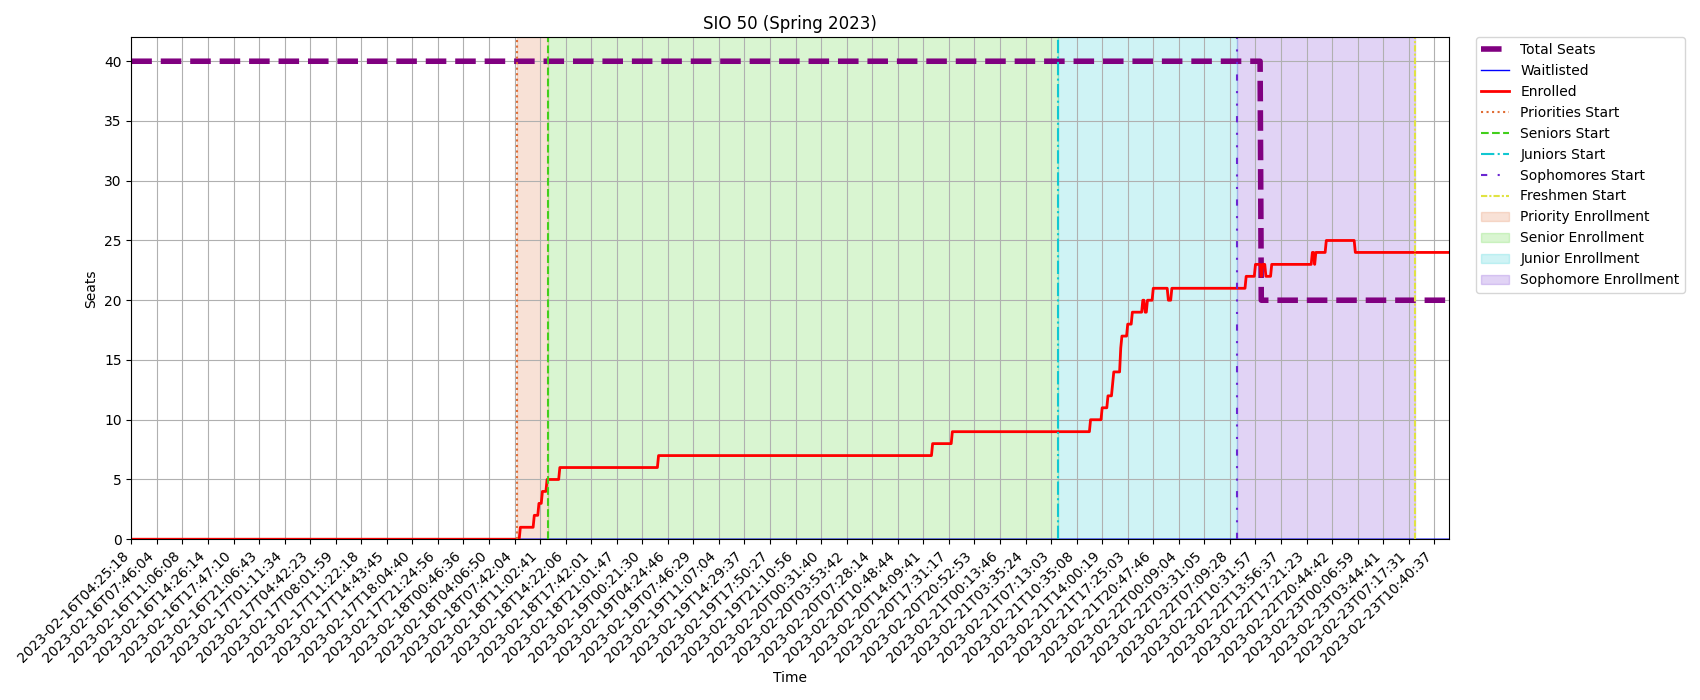 SIO 50 (Spring 2023)
Seats
40
35
30
25
20
15
10
5
0
2023-02-16T04:25:18
2023-02-16T07:46:04
2023-02-16T11:06:08
2023-02-16T14:26:14
2023-02-16T17:47:10
2023-02-16T21:06:43
2023-02-17T01:11:34
2023-02-17T04:42:23
2023-02-17T08:01:59
2023-02-17T11:22:18
2023-02-17T14:43:45
2023-02-17T18:04:40
2023-02-17T21:24:56
2023-02-18T00:46:36
2023-02-18T04:06:50
2023-02-18T07:42:04
2023-02-18T11:02:41
2023-02-18T14:22:06
2023-02-18T17:42:01
2023-02-18T21:01:47
2023-02-19T00:21:30
2023-02-19T04:24:46
2023-02-19T07:46:29
2023-02-19T11:07:04
2023-02-19T14:29:37
2023-02-19T17:50:27
2023-02-19T21:10:56
2023-02-20T00:31:40
2023-02-20T03:53:42
2023-02-20T07:28:14
2023-02-20T10:48:44
2023-02-20T14:09:41
2023-02-20T17:31:17
2023-02-20T20:52:53
2023-02-21T00:13:46
2023-02-21T03:35:24
2023-02-21T07:13:03
2023-02-21T10:35:08
2023-02-21T14:00:19
2023-02-21T17:25:03
2023-02-21T20:47:46
2023-02-22T00:09:04
2023-02-22T03:31:05
2023-02-22T07:09:28
2023-02-22T10:31:57
2023-02-22T13:56:37
2023-02-22T17:21:23
2023-02-22T20:44:42
2023-02-23T00:06:59
2023-02-23T03:44:41
2023-02-23T07:17:31
2023-02-23T10:40:37
Time
Total Seats
Waitlisted
Enrolled
Priorities Start
Seniors Start
Juniors Start
Sophomores Start
Freshmen Start
Priority Enrollment
Senior Enrollment
Junior Enrollment
Sophomore Enrollment